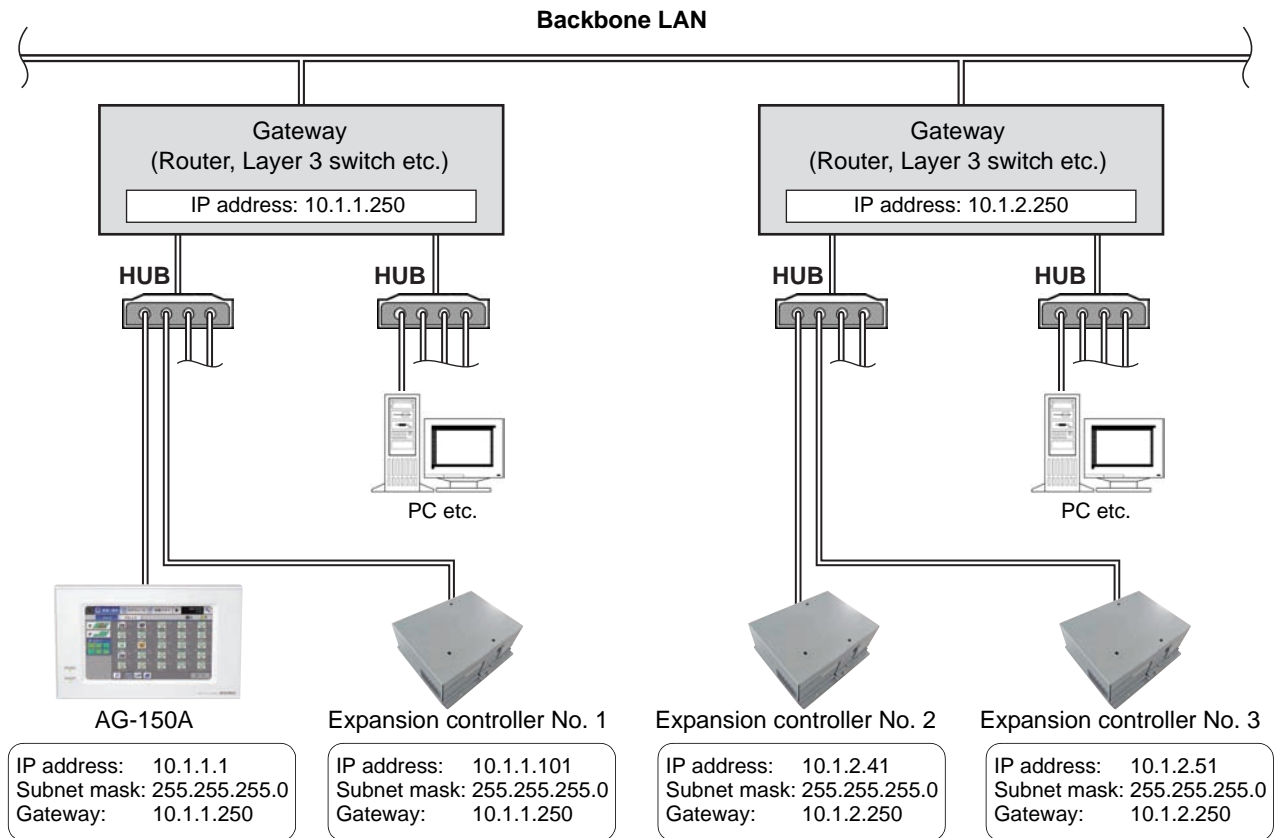 Backbone LAN
Gateway
(Router, Layer 3 switch etc.)
IP address: 10.1.1.250
Gateway
(Router, Layer 3 switch etc.)
IP address: 10.1.2.250
HUB
HUB
HUB
HUB
PC etc.
PC etc.
AG-150A
Expansion controller No. 1
Expansion controller No. 2
Expansion controller No. 3
IP address: 10.1.1.1
Subnet mask: 255.255.255.0
Gateway: 10.1.1.250
IP address: 10.1.1.101
Subnet mask: 255.255.255.0
Gateway: 10.1.1.250
IP address: 10.1.2.41
Subnet mask: 255.255.255.0
Gateway: 10.1.2.250
IP address: 10.1.2.51
Subnet mask: 255.255.255.0
Gateway: 10.1.2.250